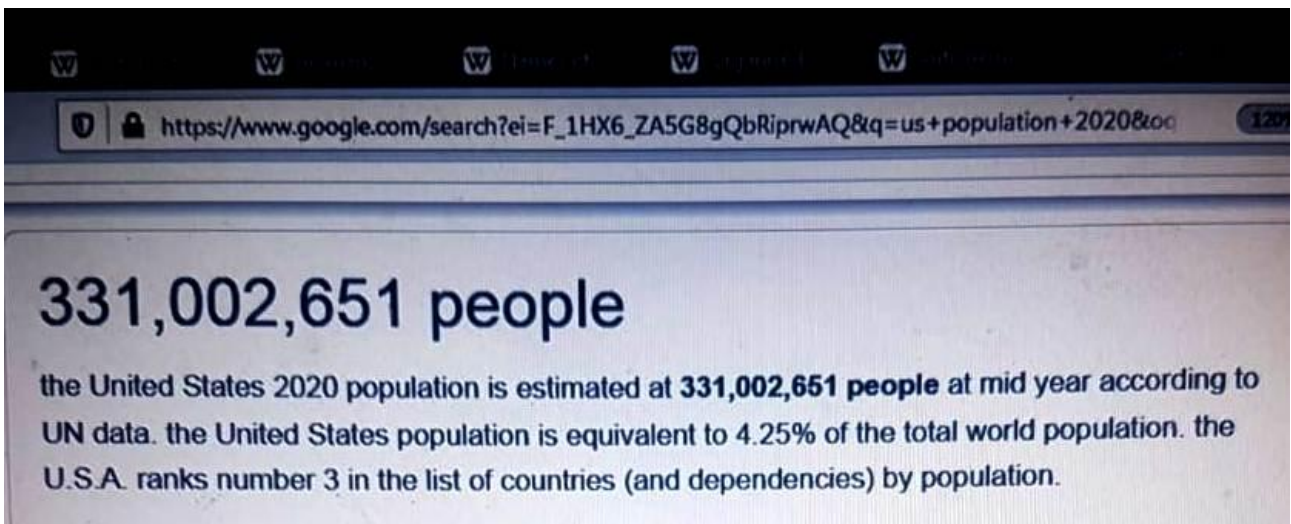 W W W W W
https://www.google.com/search?ei=F_1HX6_ZA5G8gQbRiprwAQ&q=us+population+2020&oq
331,002,651 people
the United States 2020 population is estimated at 331,002,651 people at mid year according to
UN data. the United States population is equivalent to 4.25% of the total world population. the
U.S.A. ranks number 3 in the list of countries (and dependencies) by population.